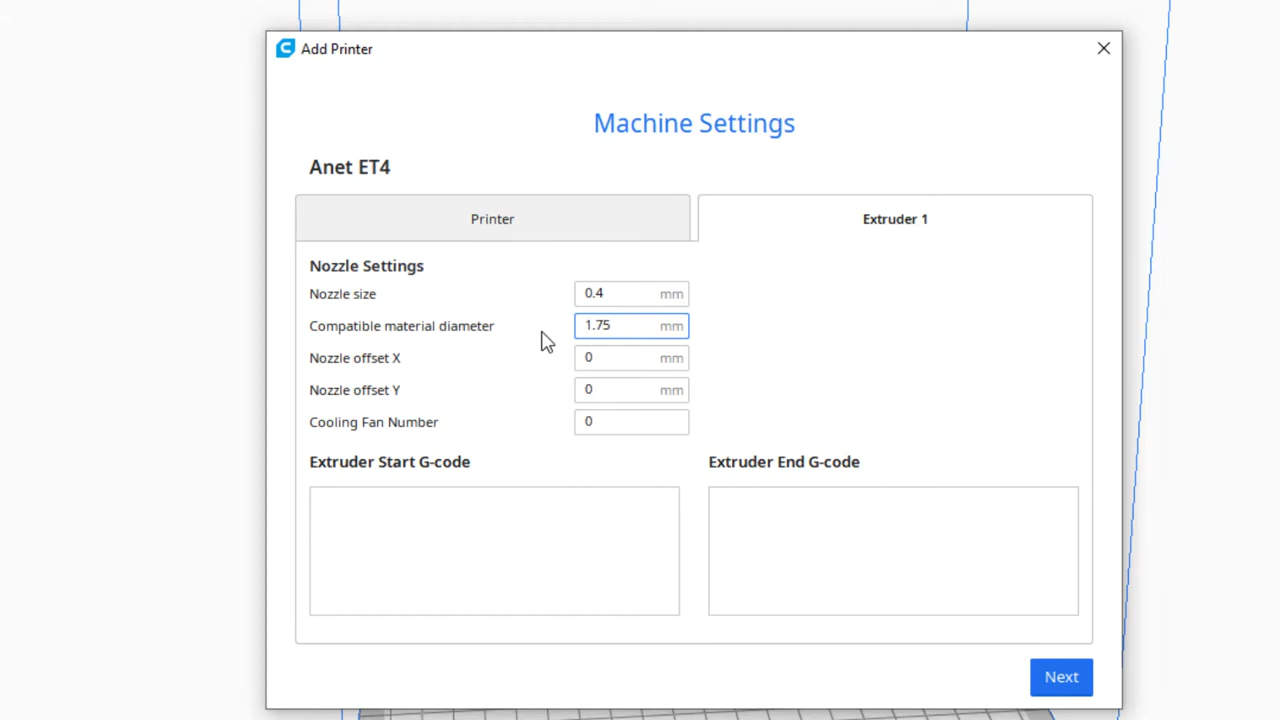 Add Printer
Machine Settings
Anet ET4
Printer
Extruder 1
Nozzle Settings
Nozzle size 0.4 mm
Compatible material diameter 1.75 mm
Nozzle offset X 0 mm
Nozzle offset Y 0 mm
Cooling Fan Number 0
Extruder Start G-code
Extruder End G-code
Next